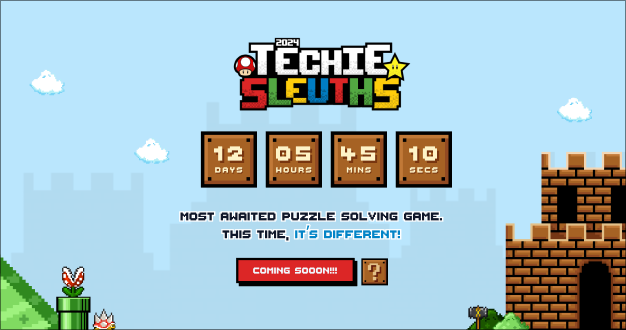 2024
TECHIE
SLEUTHS
12 05 45 10
DAYS HOURS MINS SECS
MOST AWAITED PUZZLE SOLVING GAME.
THIS TIME, IT'S DIFFERENT!
COMING SOOON!!! ?